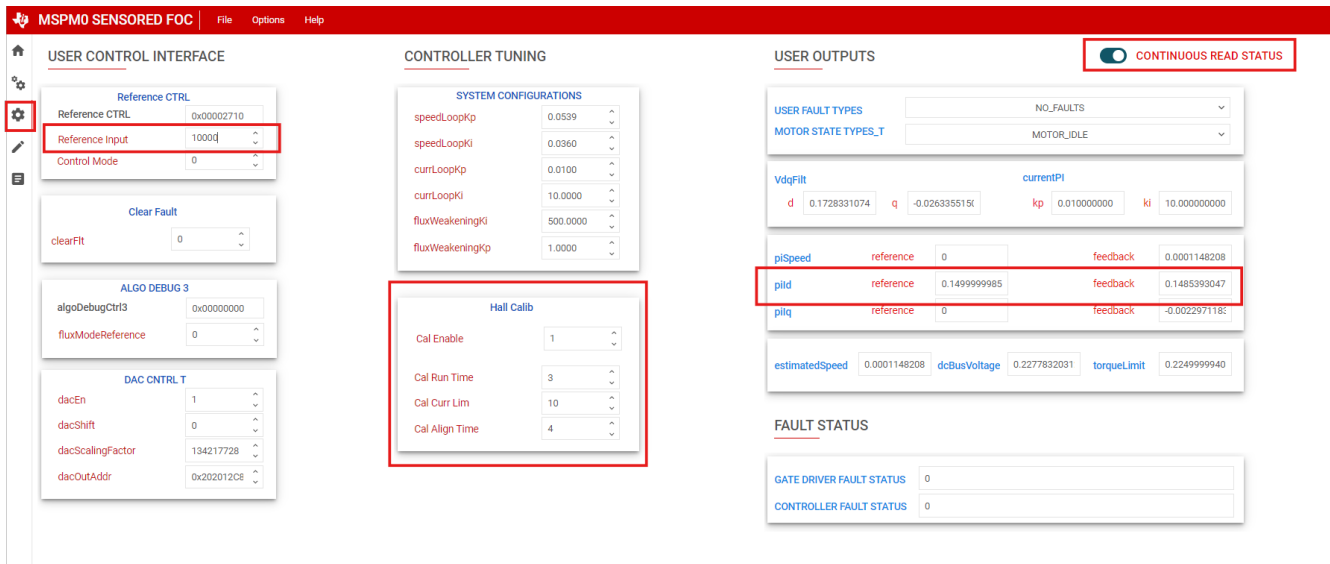 MSPM0 SENSORED FOC File Options Help
USER CONTROL INTERFACE
Reference CTRL
Reference CTRL 0x00002710
Reference Input 10000
Control Mode 0
Clear Fault
clearFlt 0
ALGO DEBUG 3
algoDebugCtrl3 0x00000000
fluxModeReference 0
DAC CNTRL T
dacEn 1
dacShift 0
dacScalingFactor 134217728
dacOutAddr 0x202012C8
CONTROLLER TUNING
SYSTEM CONFIGURATIONS
speedLoopKp 0.0539
speedLoopKi 0.0360
currLoopKp 0.0100
currLoopKi 10.0000
fluxWeakeningKi 500.0000
fluxWeakeningKp 1.0000
Hall Calib
Cal Enable 1
Cal Run Time 3
Cal Curr Lim 10
Cal Align Time 4
USER OUTPUTS CONTINUOUS READ STATUS
USER FAULT TYPES NO_FAULTS
MOTOR STATE TYPES_T MOTOR_IDLE
VdqFilt currentPI
d 0.1728331074 q -0.026335515( kp 0.010000000 ki 10.000000000
piSpeed reference 0 feedback 0.0001148208
piId reference 0.1499999985 feedback 0.1485393047
piIq reference 0 feedback -0.002297118
estimatedSpeed 0.0001148208 dcBusVoltage 0.2277832031 torqueLimit 0.2249999940
FAULT STATUS
GATE DRIVER FAULT STATUS 0
CONTROLLER FAULT STATUS 0